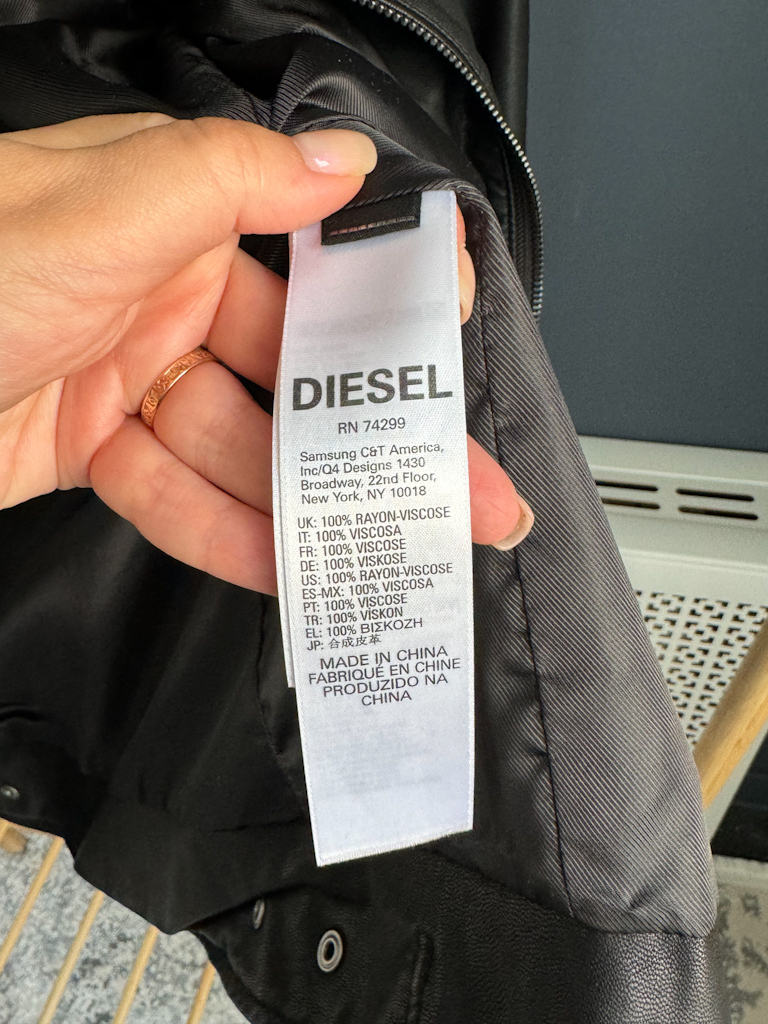 DIESEL
RN 74299
Samsung C&T America,
Inc/Q4 Designs 1430
Broadway, 22nd Floor,
New York, NY 10018
UK: 100% RAYON-VISCOSE
IT: 100% VISCOSA
FR: 100% VISCOSE
DE: 100% VISKOSE
US: 100% RAYON-VISCOSE
ES-MX: 100% VISCOSA
PT: 100% VISCOSE
TR: 100% VİSKON
EL: 100% ΒΙΣΚΟΖΗ
JP: 合成皮革
MADE IN CHINA
FABRIQUÉ EN CHINE
PRODUZIDO NA
CHINA